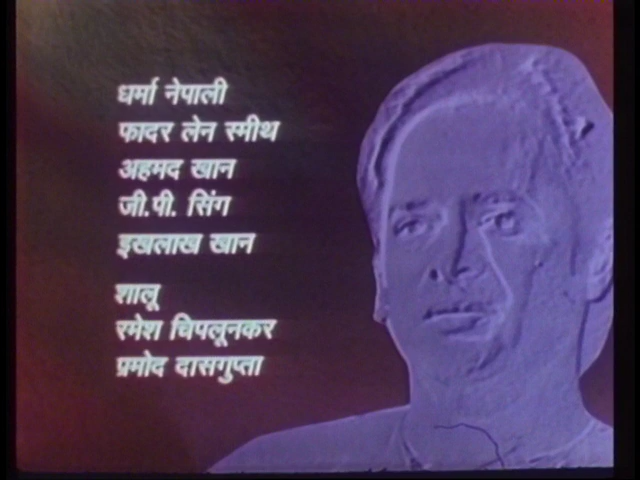 धर्मा नेपाली
फादर लेन स्मीथ
अहमद खान
जी.पी. सिंग
इखलाख खान
शालू
रमेश चिपलूनकर
प्रमोद दासगुप्ता